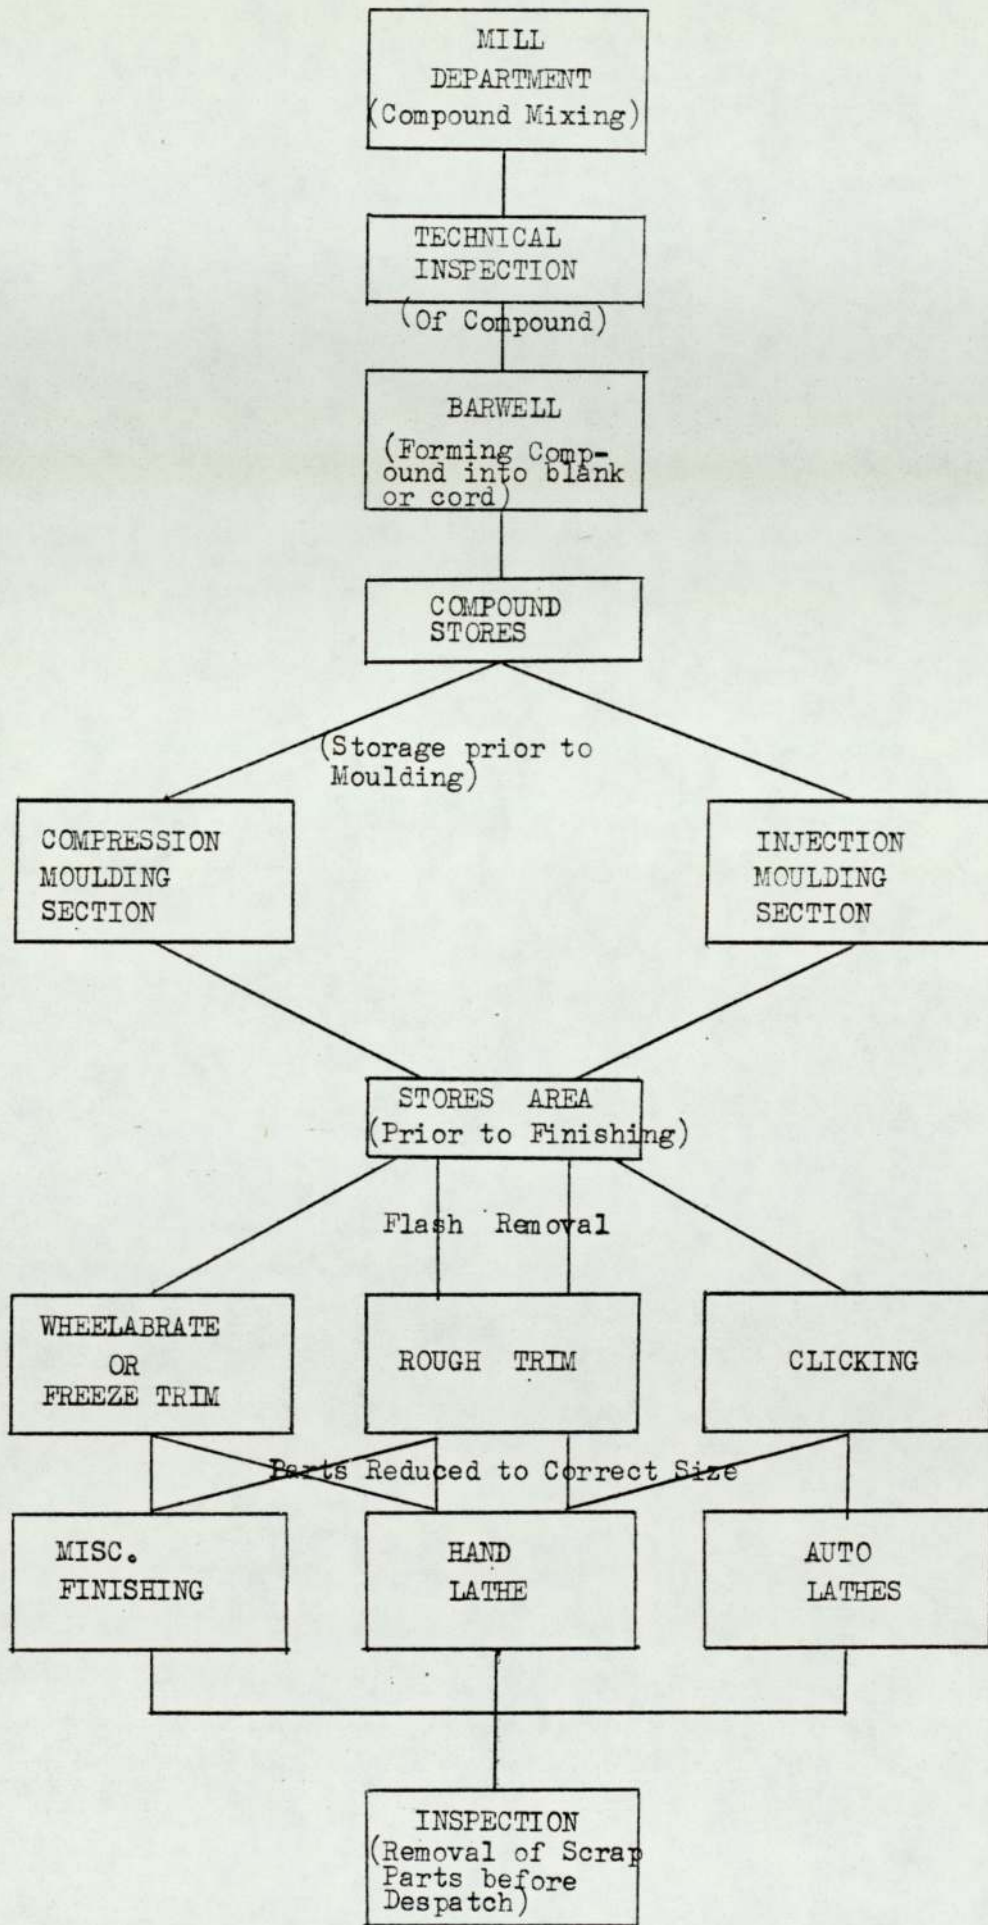 MILL
DEPARTMENT
(Compound Mixing)
TECHNICAL
INSPECTION
(Of Compound)
BARWELL
(Forming Comp-
ound into blank
or cord)
COMPOUND
STORES
(Storage prior to
Moulding)
COMPRESSION
MOULDING
SECTION
INJECTION
MOULDING
SECTION
STORES AREA
(Prior to Finishing)
Flash Removal
WHEELABRATE
OR
FREEZE TRIM
ROUGH TRIM
CLICKING
Parts Reduced to Correct Size
MISC.
FINISHING
HAND
LATHE
AUTO
LATHES
INSPECTION
(Removal of Scrap
Parts before
Despatch)